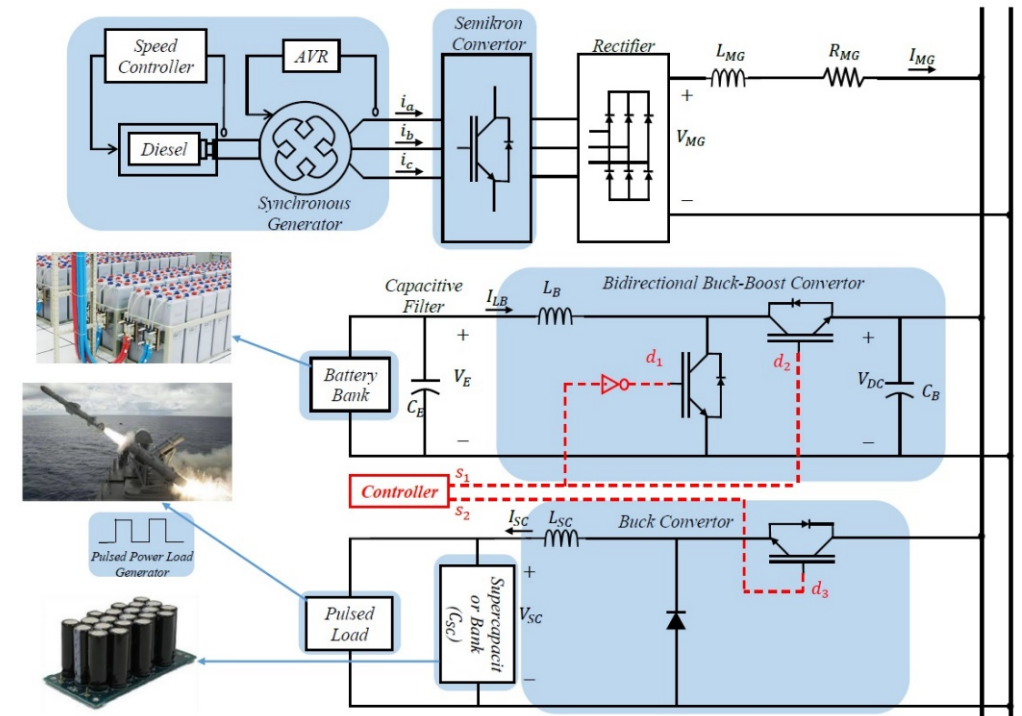 Speed
Controller
AVR
Diesel
Synchronous
Generator
i_a
i_b
i_c
Semikron
Convertor
Rectifier
L_MG
R_MG
I_MG
+
V_MG
−
Capacitive
Filter
I_LB
L_B
Bidirectional Buck-Boost Convertor
Battery
Bank
+
V_E
−
C_E
d_1
d_2
+
V_DC
−
C_B
Controller
s_1
s_2
I_SC
L_SC
Buck Convertor
d_3
Pulsed Power Load
Generator
Pulsed
Load
Supercapacit
or Bank
(C_SC)
+
V_SC
−